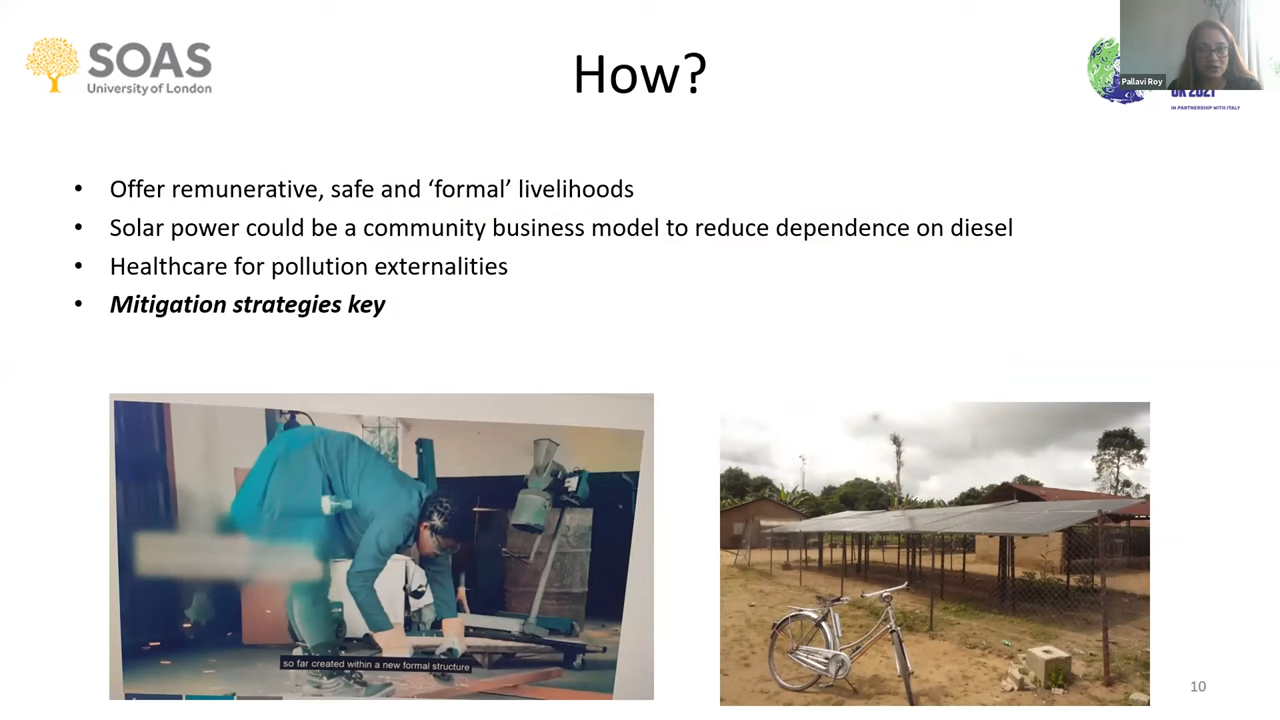 SOAS
University of London
How?
Pallavi Roy
UK 2021
IN PARTNERSHIP WITH ITALY
• Offer remunerative, safe and ‘formal’ livelihoods
• Solar power could be a community business model to reduce dependence on diesel
• Healthcare for pollution externalities
• Mitigation strategies key
so far created within a new formal structure
10